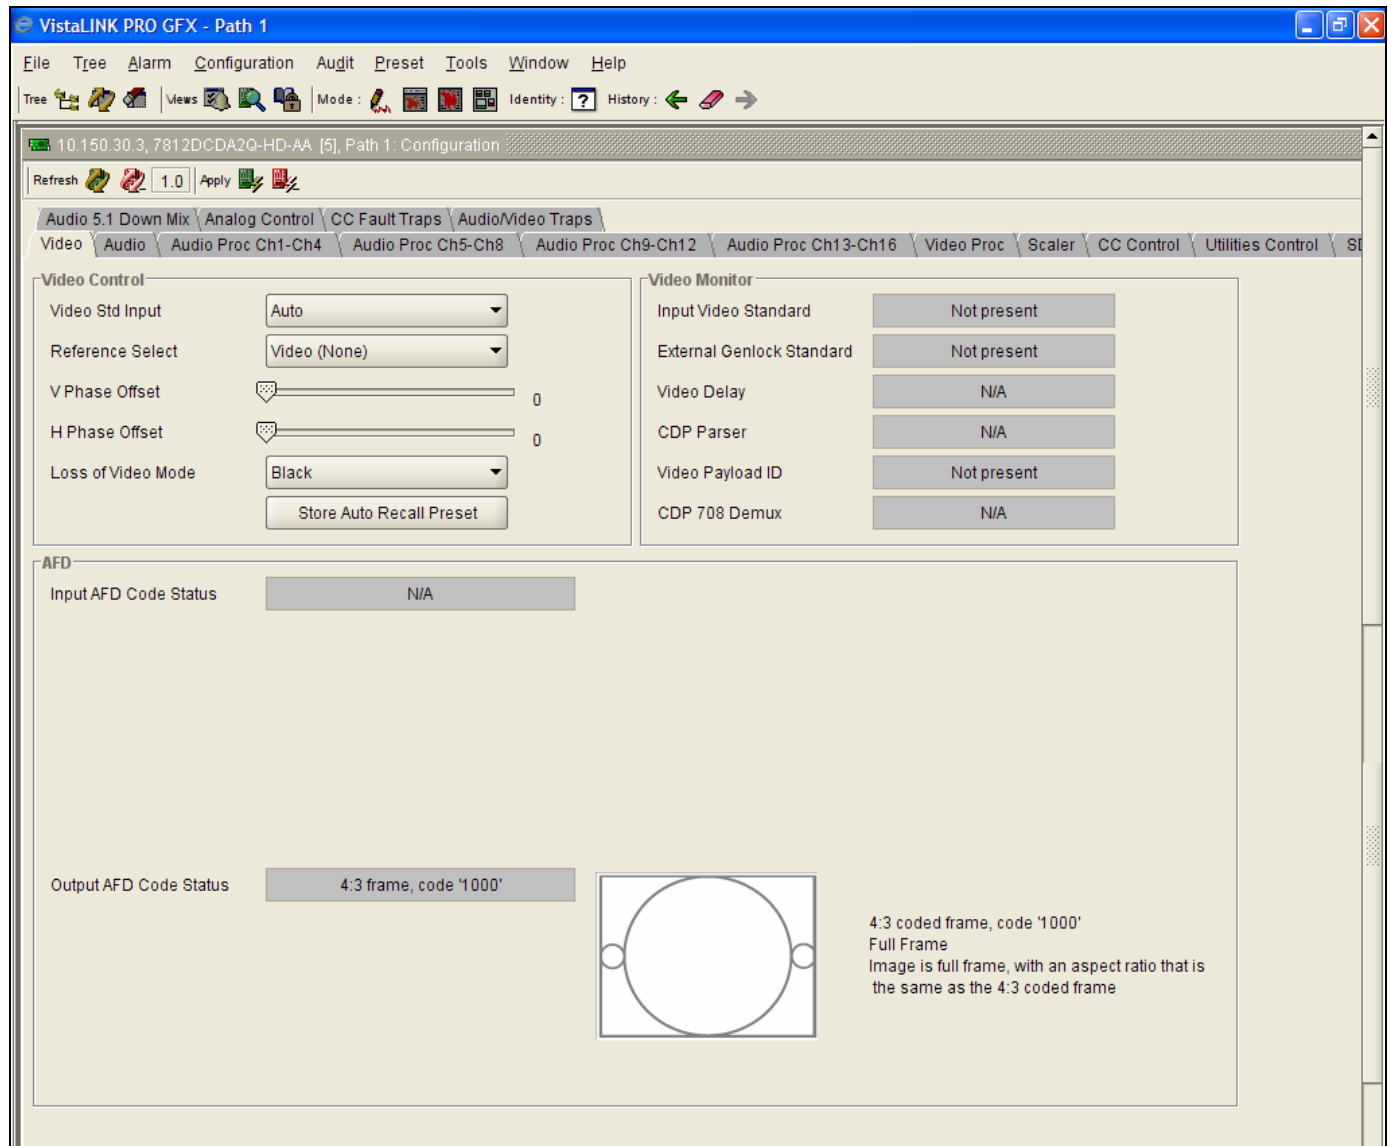 VistaLINK PRO GFX - Path 1
File Tree Alarm Configuration Audit Preset Tools Window Help
Tree Views Mode : Identity : ? History :
10.150.30.3, 7812DCDA2Q-HD-AA [5], Path 1: Configuration
Refresh 1.0 Apply
Audio 5.1 Down Mix Analog Control CC Fault Traps Audio/Video Traps
Video Audio Audio Proc Ch1-Ch4 Audio Proc Ch5-Ch8 Audio Proc Ch9-Ch12 Audio Proc Ch13-Ch16 Video Proc Scaler CC Control Utilities Control
Video Control
Video Std Input Auto
Reference Select Video (None)
V Phase Offset 0
H Phase Offset 0
Loss of Video Mode Black
Store Auto Recall Preset
Video Monitor
Input Video Standard Not present
External Genlock Standard Not present
Video Delay N/A
CDP Parser N/A
Video Payload ID Not present
CDP 708 Demux N/A
AFD
Input AFD Code Status N/A
Output AFD Code Status 4:3 frame, code '1000'
4:3 coded frame, code '1000'
Full Frame
Image is full frame, with an aspect ratio that is
the same as the 4:3 coded frame